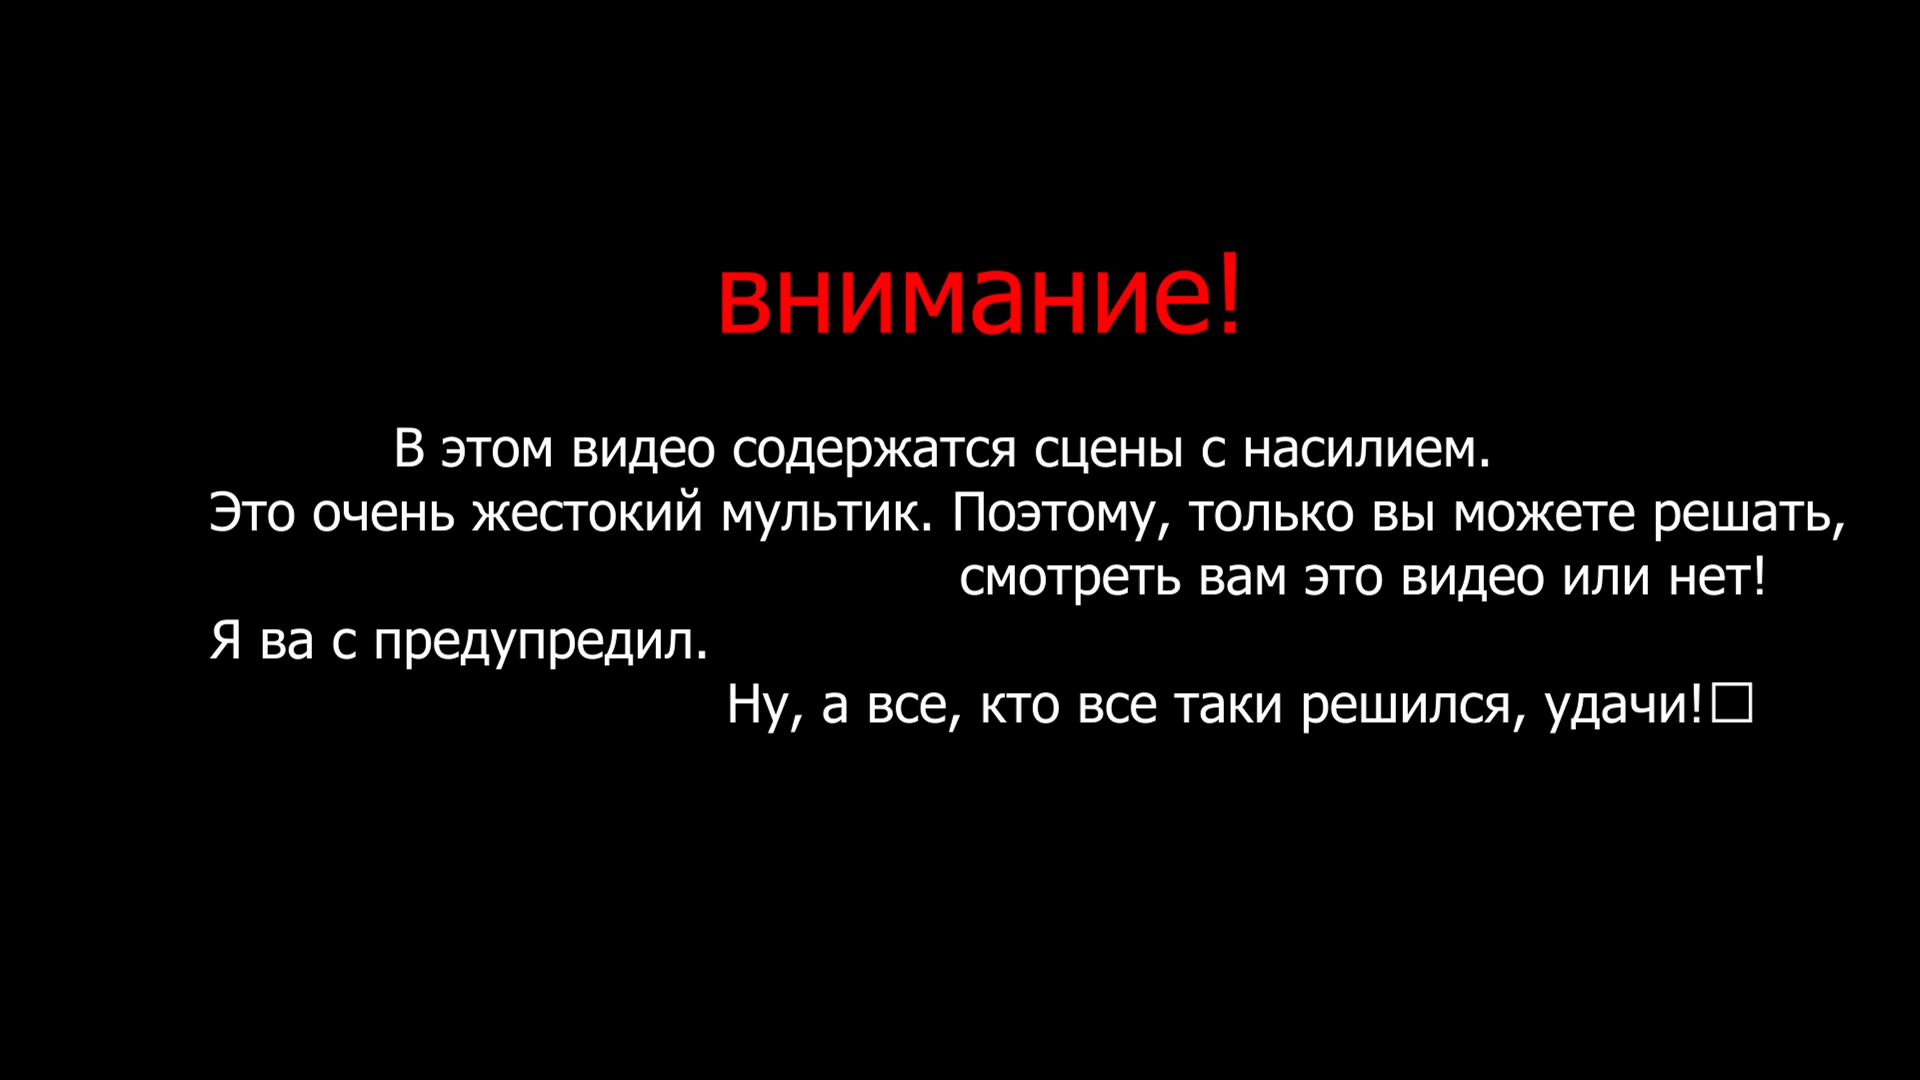 внимание!
В этом видео содержатся сцены с насилием.
Это очень жестокий мультик. Поэтому, только вы можете решать,
смотреть вам это видео или нет!
Я ва с предупредил.
Ну, а все, кто все таки решился, удачи!□